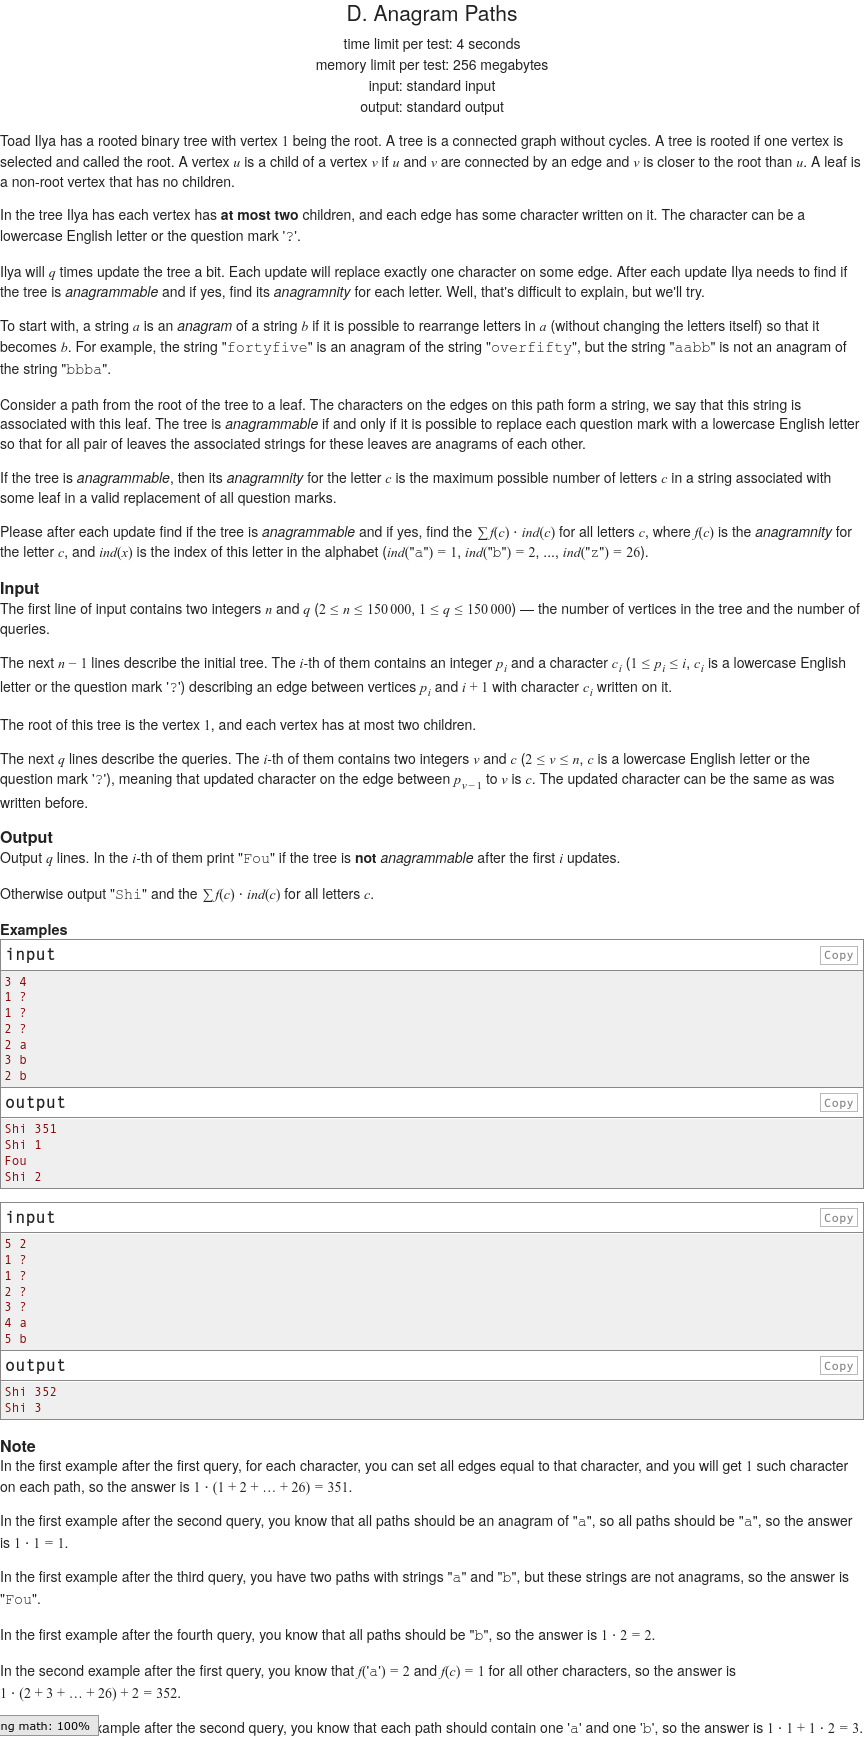 D. Anagram Paths
time limit per test: 4 seconds
memory limit per test: 256 megabytes
input: standard input
output: standard output
Toad Ilya has a rooted binary tree with vertex 1 being the root. A tree is a connected graph without cycles. A tree is rooted if one vertex is
selected and called the root. A vertex u is a child of a vertex v if u and v are connected by an edge and v is closer to the root than u. A leaf is
a non-root vertex that has no children.
In the tree Ilya has each vertex has at most two children, and each edge has some character written on it. The character can be a
lowercase English letter or the question mark '?'.
Ilya will q times update the tree a bit. Each update will replace exactly one character on some edge. After each update Ilya needs to find if
the tree is anagrammable and if yes, find its anagramnity for each letter. Well, that's difficult to explain, but we'll try.
To start with, a string a is an anagram of a string b if it is possible to rearrange letters in a (without changing the letters itself) so that it
becomes b. For example, the string "fortyfive" is an anagram of the string "overfifty", but the string "aabb" is not an anagram of
the string "bbba".
Consider a path from the root of the tree to a leaf. The characters on the edges on this path form a string, we say that this string is
associated with this leaf. The tree is anagrammable if and only if it is possible to replace each question mark with a lowercase English letter
so that for all pair of leaves the associated strings for these leaves are anagrams of each other.
If the tree is anagrammable, then its anagramnity for the letter c is the maximum possible number of letters c in a string associated with
some leaf in a valid replacement of all question marks.
Please after each update find if the tree is anagrammable and if yes, find the ∑f(c) · ind(c) for all letters c, where f(c) is the anagramnity for
the letter c, and ind(x) is the index of this letter in the alphabet (ind("a") = 1, ind("b") = 2, ..., ind("z") = 26).
Input
The first line of input contains two integers n and q (2 ≤ n ≤ 150 000, 1 ≤ q ≤ 150 000) — the number of vertices in the tree and the number of
queries.
The next n − 1 lines describe the initial tree. The i-th of them contains an integer p_i and a character c_i (1 ≤ p_i ≤ i, c_i is a lowercase English
letter or the question mark '?') describing an edge between vertices p_i and i + 1 with character c_i written on it.
The root of this tree is the vertex 1, and each vertex has at most two children.
The next q lines describe the queries. The i-th of them contains two integers v and c (2 ≤ v ≤ n, c is a lowercase English letter or the
question mark '?'), meaning that updated character on the edge between p_{v−1} to v is c. The updated character can be the same as was
written before.
Output
Output q lines. In the i-th of them print "Fou" if the tree is not anagrammable after the first i updates.
Otherwise output "Shi" and the ∑f(c) · ind(c) for all letters c.
Examples
input
Copy
3 4
1 ?
1 ?
2 ?
2 a
3 b
2 b
output
Copy
Shi 351
Shi 1
Fou
Shi 2
input
Copy
5 2
1 ?
1 ?
2 ?
3 ?
4 a
5 b
output
Copy
Shi 352
Shi 3
Note
In the first example after the first query, for each character, you can set all edges equal to that character, and you will get 1 such character
on each path, so the answer is 1 · (1 + 2 + … + 26) = 351.
In the first example after the second query, you know that all paths should be an anagram of "a", so all paths should be "a", so the answer
is 1 · 1 = 1.
In the first example after the third query, you have two paths with strings "a" and "b", but these strings are not anagrams, so the answer is
"Fou".
In the first example after the fourth query, you know that all paths should be "b", so the answer is 1 · 2 = 2.
In the second example after the first query, you know that f('a') = 2 and f(c) = 1 for all other characters, so the answer is
1 · (2 + 3 + … + 26) + 2 = 352.
ng math: 100% xample after the second query, you know that each path should contain one 'a' and one 'b', so the answer is 1 · 1 + 1 · 2 = 3.